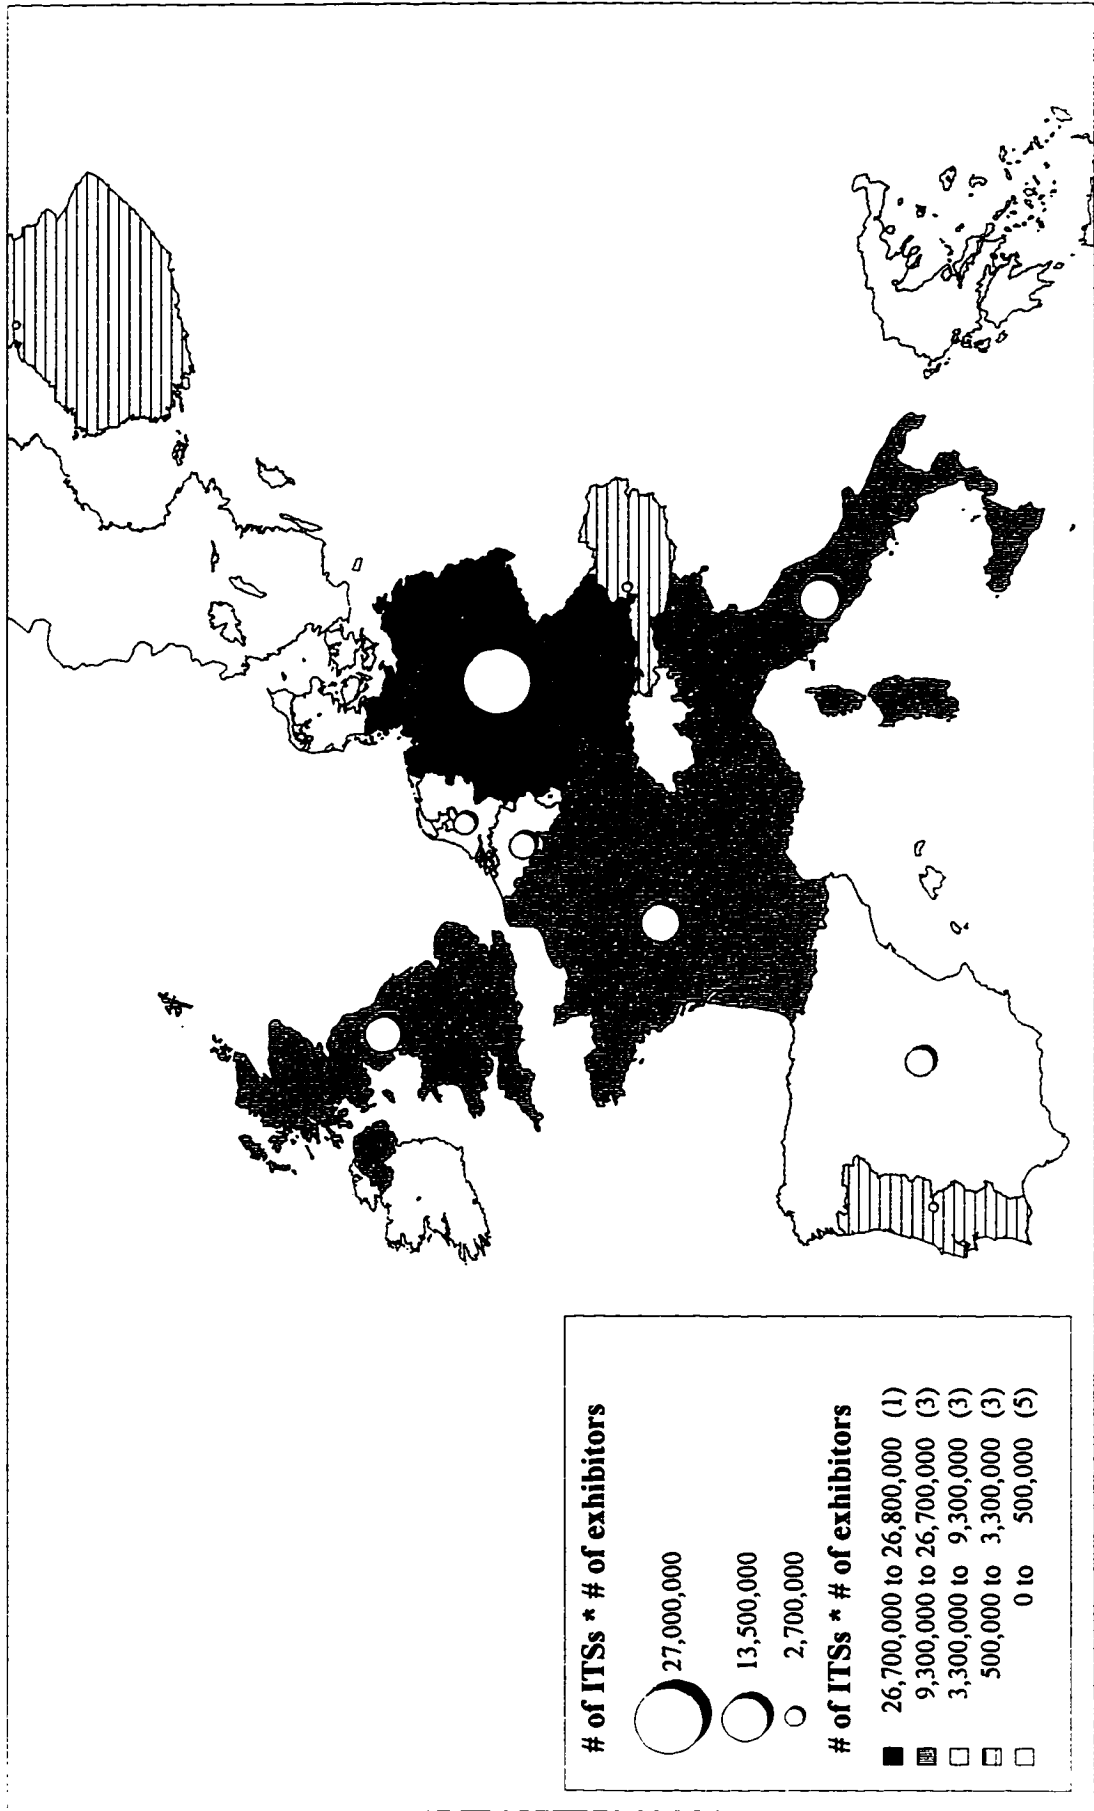 # of ITSs * # of exhibitors
27,000,000
13,500,000
2,700,000
# of ITSs * # of exhibitors
26,700,000 to 26,800,000 (1)
9,300,000 to 26,700,000 (3)
3,300,000 to 9,300,000 (3)
500,000 to 3,300,000 (3)
0 to 500,000 (5)